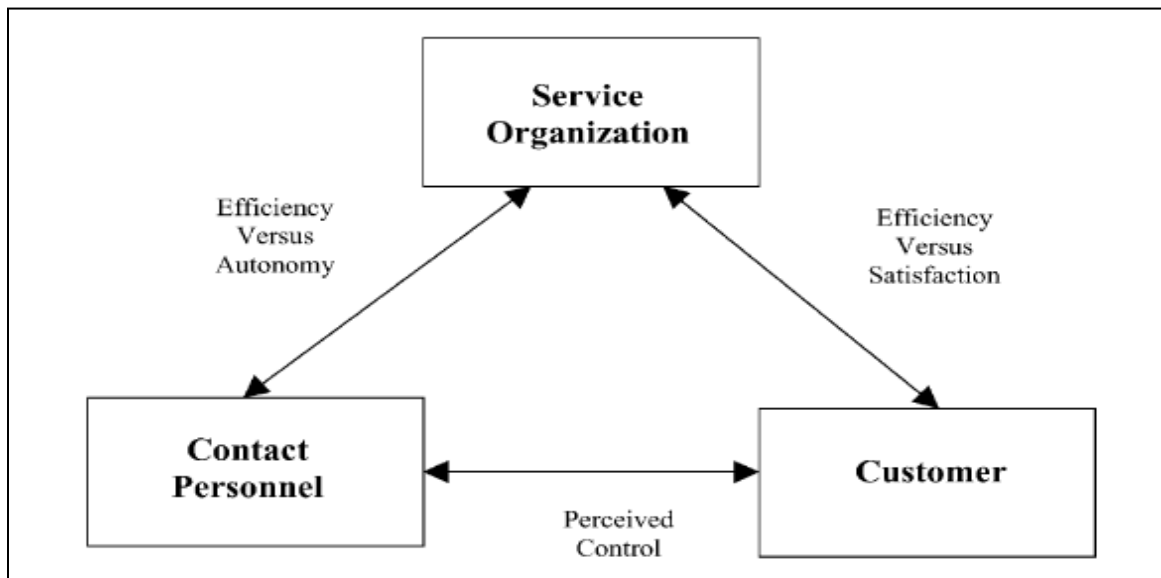 Service
Organization
Efficiency
Versus
Autonomy
Efficiency
Versus
Satisfaction
Contact
Personnel
Customer
Perceived
Control